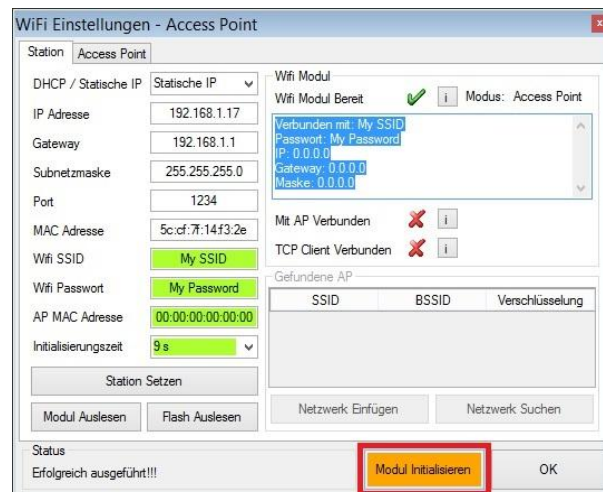 WiFi Einstellungen - Access Point
x
Station
Access Point
DHCP / Statische IP
Statische IP
IP Adresse
192.168.1.17
Gateway
192.168.1.1
Subnetzmaske
255.255.255.0
Port
1234
MAC Adresse
5c:cf:7f:14:f3:2e
Wifi SSID
My SSID
Wifi Passwort
My Password
AP MAC Adresse
00:00:00:00:00:00
Initialisierungszeit
9 s
Station Setzen
Modul Auslesen
Flash Auslesen
Wifi Modul
Wifi Modul Bereit
i
Modus: Access Point
Verbunden mit: My SSID
Passwort: My Password
IP: 0.0.0.0
Gateway: 0.0.0.0
Maske: 0.0.0.0
Mit AP Verbunden
i
TCP Client Verbunden
i
Gefundene AP
SSID
BSSID
Verschlüsselung
Netzwerk Einfügen
Netzwerk Suchen
Status
Erfolgreich ausgeführt!!!
Modul Initialisieren
OK